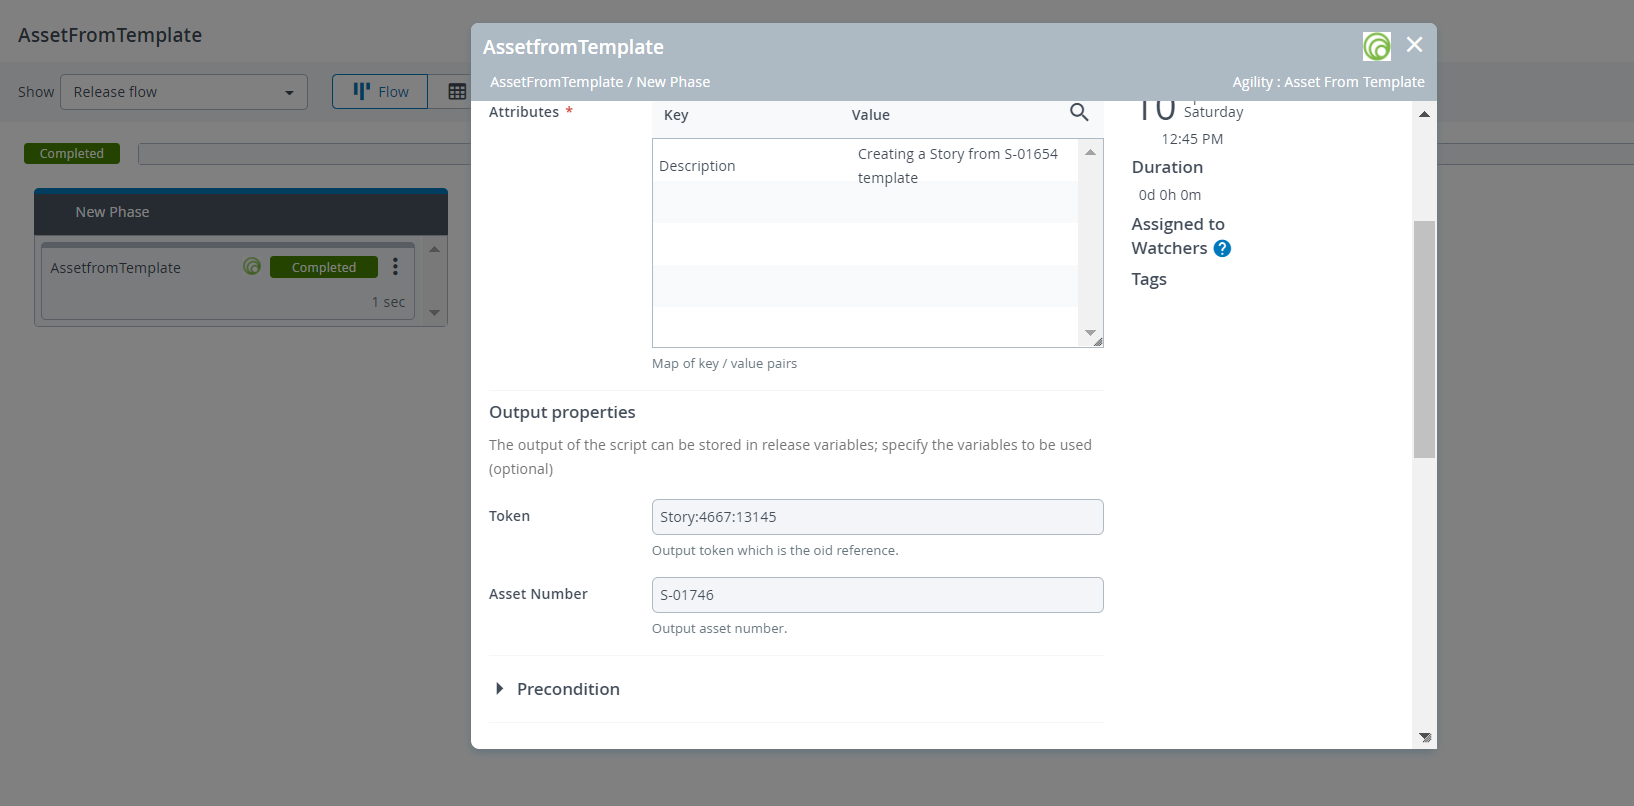 AssetFromTemplate
Show
Release flow
Flow
Completed
New Phase
AssetfromTemplate
Completed
1 sec
AssetfromTemplate
AssetFromTemplate / New Phase
Agility : Asset From Template
Attributes *
Key
Value
Description
Creating a Story from S-01654
template
Map of key / value pairs
Output properties
The output of the script can be stored in release variables; specify the variables to be used
(optional)
Token
Story:4667:13145
Output token which is the oid reference.
Asset Number
S-01746
Output asset number.
Precondition
10
Saturday
12:45 PM
Duration
0d 0h 0m
Assigned to
Watchers ?
Tags